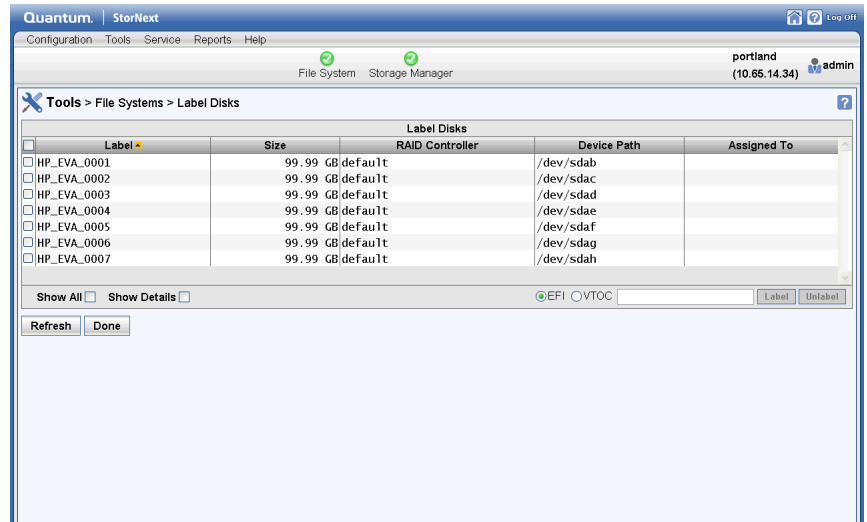 Quantum. StorNext Log Off
Configuration Tools Service Reports Help
File System Storage Manager portland (10.65.14.34) admin
Tools > File Systems > Label Disks ?
Label Disks
Label Size RAID Controller Device Path Assigned To
HP_EVA_0001 99.99 GB default /dev/sdab
HP_EVA_0002 99.99 GB default /dev/sdac
HP_EVA_0003 99.99 GB default /dev/sdad
HP_EVA_0004 99.99 GB default /dev/sdae
HP_EVA_0005 99.99 GB default /dev/sdaf
HP_EVA_0006 99.99 GB default /dev/sdag
HP_EVA_0007 99.99 GB default /dev/sdah
Show All Show Details EFI VTOC Label Unlabel
Refresh Done